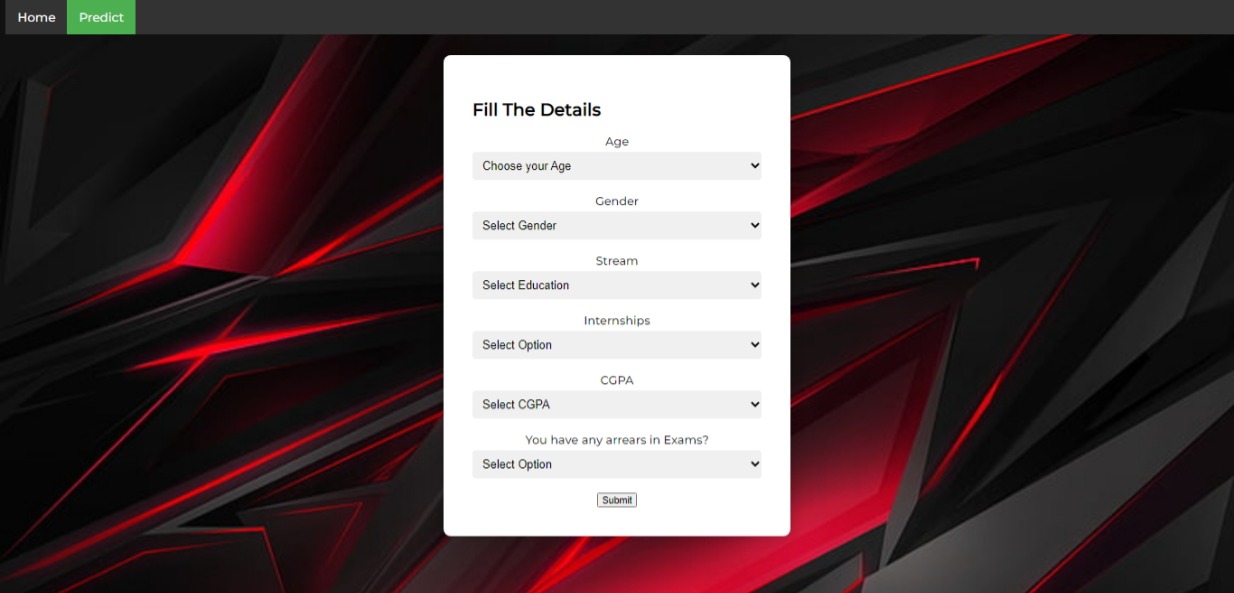 Home Predict
Fill The Details
Age
Choose your Age
Gender
Select Gender
Stream
Select Education
Internships
Select Option
CGPA
Select CGPA
You have any arrears in Exams?
Select Option
Submit